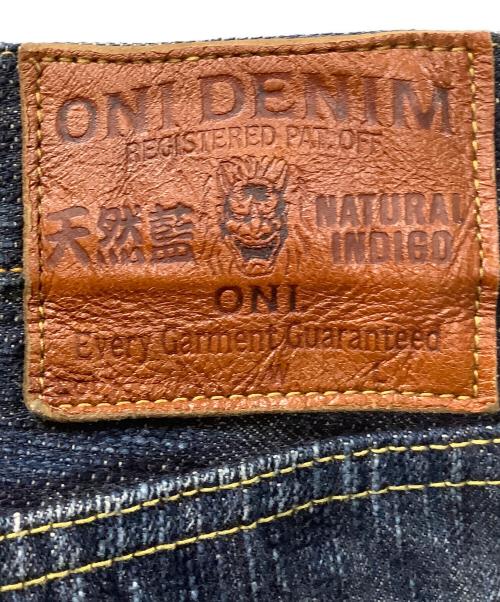 ONI DENIM
REGISTERED PAT. OFF.
天然藍
NATURAL
INDIGO
ONI
Every Garment Guaranteed